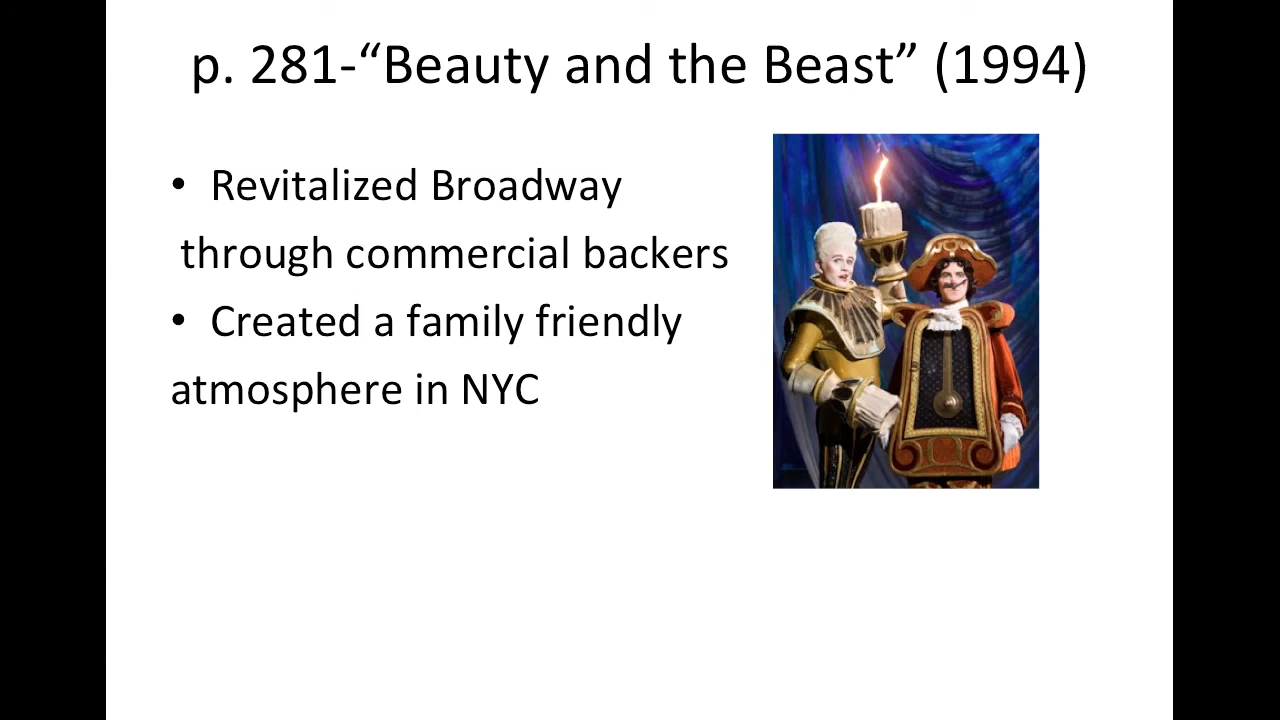 p. 281-“Beauty and the Beast” (1994)
• Revitalized Broadway
through commercial backers
• Created a family friendly
atmosphere in NYC